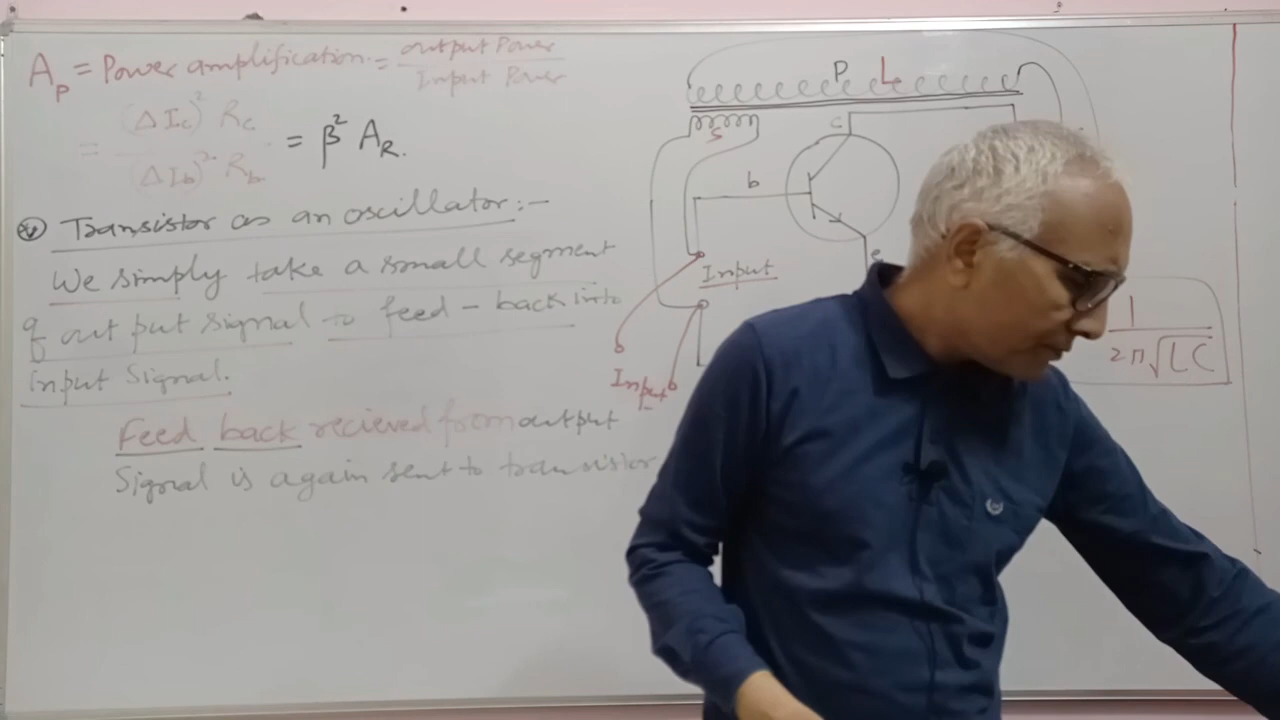 Ap = Power amplification = output Power / Input Power
= (ΔIc)² Rc / (ΔIb)² Rb = β² AR.
(v) Transistor as an oscillator:-
We simply take a small segment
of out put signal to feed - back into
Input Signal.
Feed back recieved from output
Signal is again sent to transistor
P L
S
c
b
e
Input
Input
1 / 2π√LC